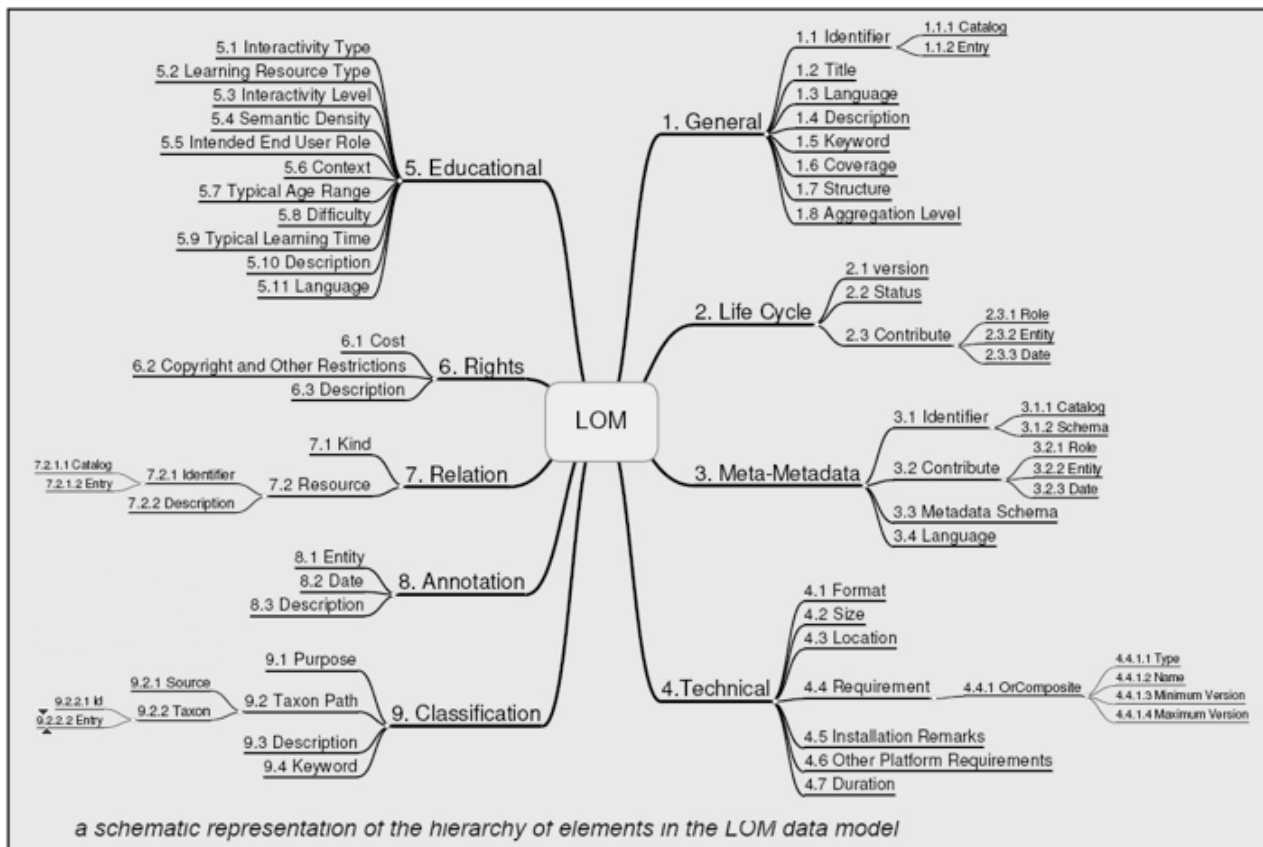 5.1 Interactivity Type
5.2 Learning Resource Type
5.3 Interactivity Level
5.4 Semantic Density
5.5 Intended End User Role
5.6 Context
5.7 Typical Age Range
5.8 Difficulty
5.9 Typical Learning Time
5.10 Description
5.11 Language
5. Educational
6.1 Cost
6.2 Copyright and Other Restrictions
6.3 Description
6. Rights
7.1 Kind
7.2.1.1 Catalog
7.2.1.2 Entry
7.2.1 Identifier
7.2.2 Description
7.2 Resource
7. Relation
8.1 Entity
8.2 Date
8.3 Description
8. Annotation
9.1 Purpose
9.2.1 Source
9.2.2.1 Id
9.2.2.2 Entry
9.2.2 Taxon
9.2 Taxon Path
9.3 Description
9.4 Keyword
9. Classification
LOM
1. General
1.1 Identifier
1.1.1 Catalog
1.1.2 Entry
1.2 Title
1.3 Language
1.4 Description
1.5 Keyword
1.6 Coverage
1.7 Structure
1.8 Aggregation Level
2. Life Cycle
2.1 version
2.2 Status
2.3 Contribute
2.3.1 Role
2.3.2 Entity
2.3.3 Date
3. Meta-Metadata
3.1 Identifier
3.1.1 Catalog
3.1.2 Schema
3.2 Contribute
3.2.1 Role
3.2.2 Entity
3.2.3 Date
3.3 Metadata Schema
3.4 Language
4.Technical
4.1 Format
4.2 Size
4.3 Location
4.4 Requirement
4.4.1 OrComposite
4.4.1.1 Type
4.4.1.2 Name
4.4.1.3 Minimum Version
4.4.1.4 Maximum Version
4.5 Installation Remarks
4.6 Other Platform Requirements
4.7 Duration
a schematic representation of the hierarchy of elements in the LOM data model